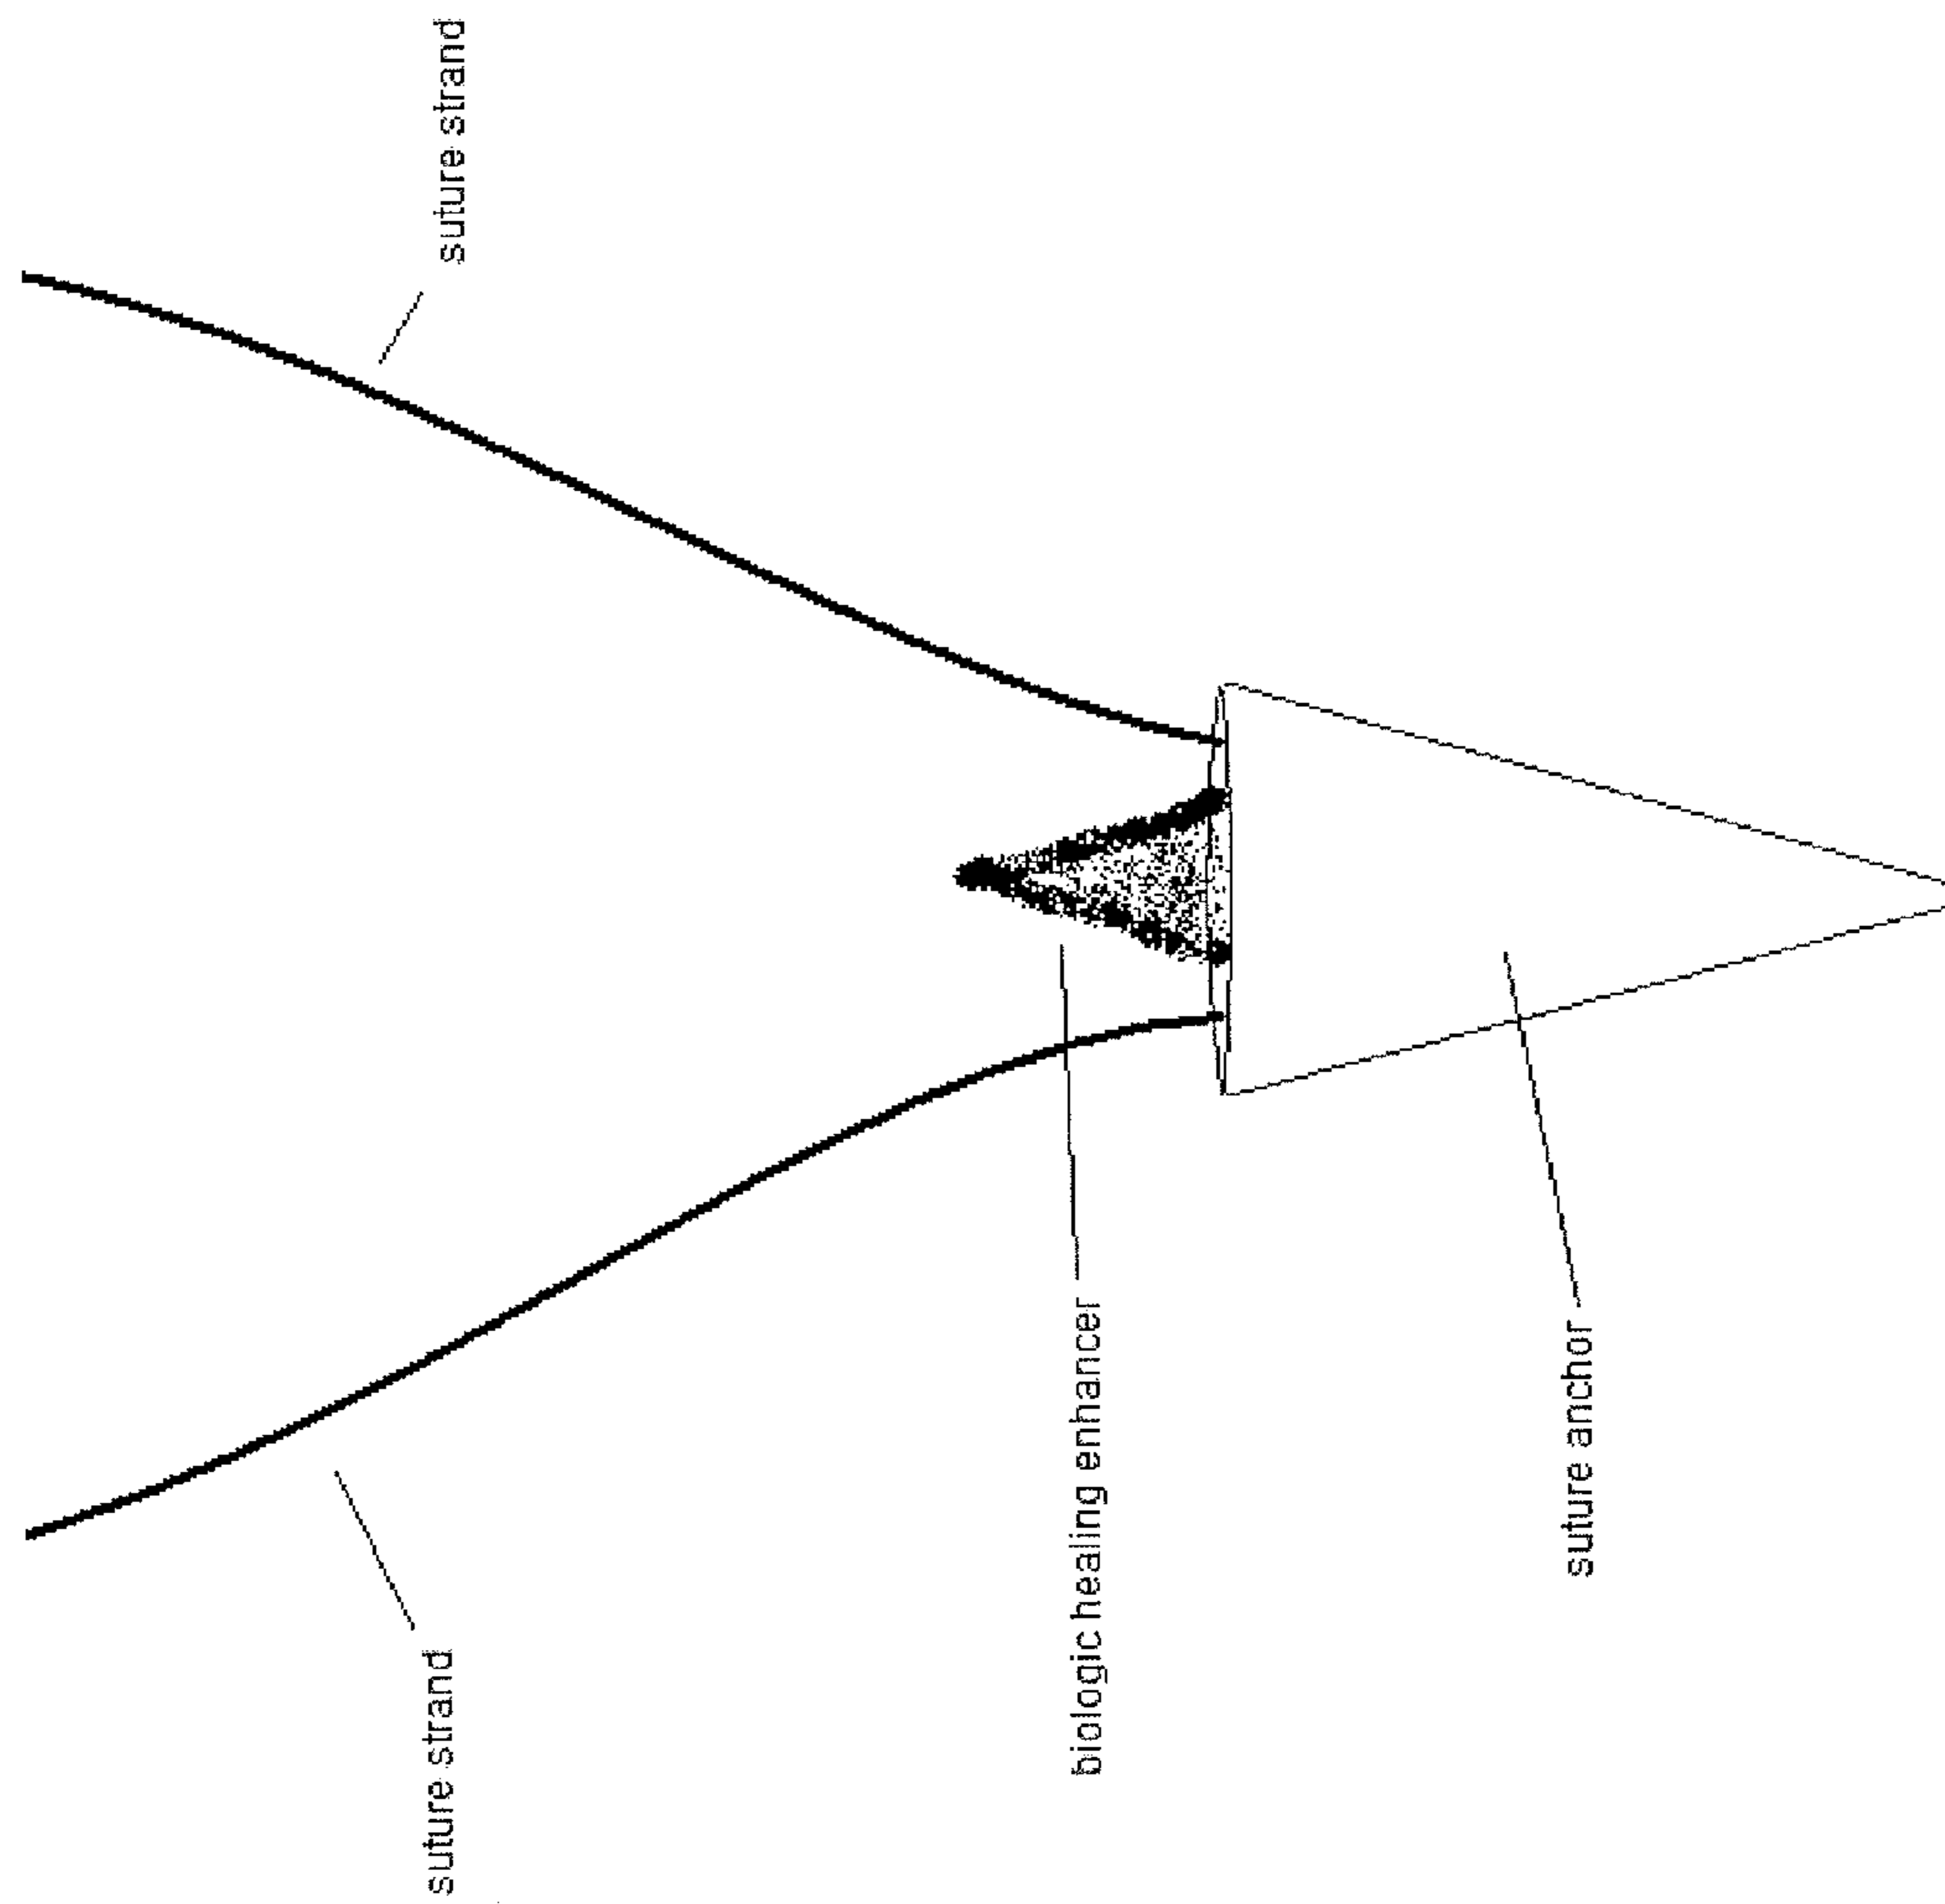 suture strand
suture strand
biologic healing enhancer
suture anchor